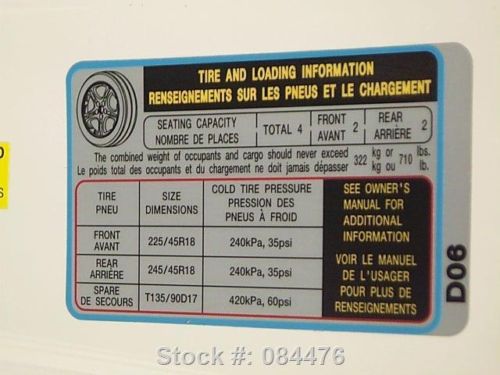 TIRE AND LOADING INFORMATION
RENSEIGNEMENTS SUR LES PNEUS ET LE CHARGEMENT
SEATING CAPACITY
NOMBRE DE PLACES
TOTAL 4
FRONT
AVANT 2
REAR
ARRIÈRE 2
The combined weight of occupants and cargo should never exceed
Le poids total des occupants et du chargement ne doit jamais dépasser
322 kg or 710 lbs.
kg ou lb.
TIRE
PNEU
SIZE
DIMENSIONS
COLD TIRE PRESSURE
PRESSION DES
PNEUS À FROID
FRONT
AVANT
225/45R18
240kPa, 35psi
REAR
ARRIÈRE
245/45R18
240kPa, 35psi
SPARE
DE SECOURS
T135/90D17
420kPa, 60psi
SEE OWNER'S
MANUAL FOR
ADDITIONAL
INFORMATION
VOIR LE MANUEL
DE L'USAGER
POUR PLUS DE
RENSEIGNEMENTS
D06
Stock #: 084476